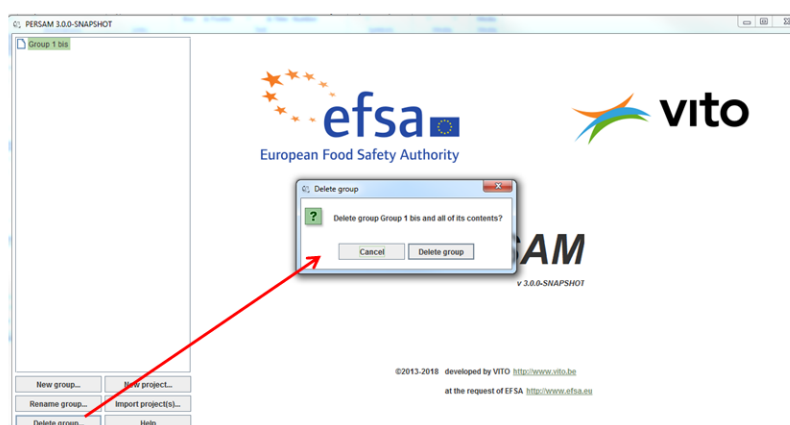 PERSAM 3.0.0-SNAPSHOT
Group 1 bis
efsa
European Food Safety Authority
vito
Delete group
Delete group Group 1 bis and all of its contents?
Cancel
Delete group
AM
v 3.0.0-SNAPSHOT
©2013-2018 developed by VITO http://www.vito.be
at the request of EFSA http://www.efsa.eu
New group...
New project...
Rename group...
Import project(s)...
Delete group...
Help